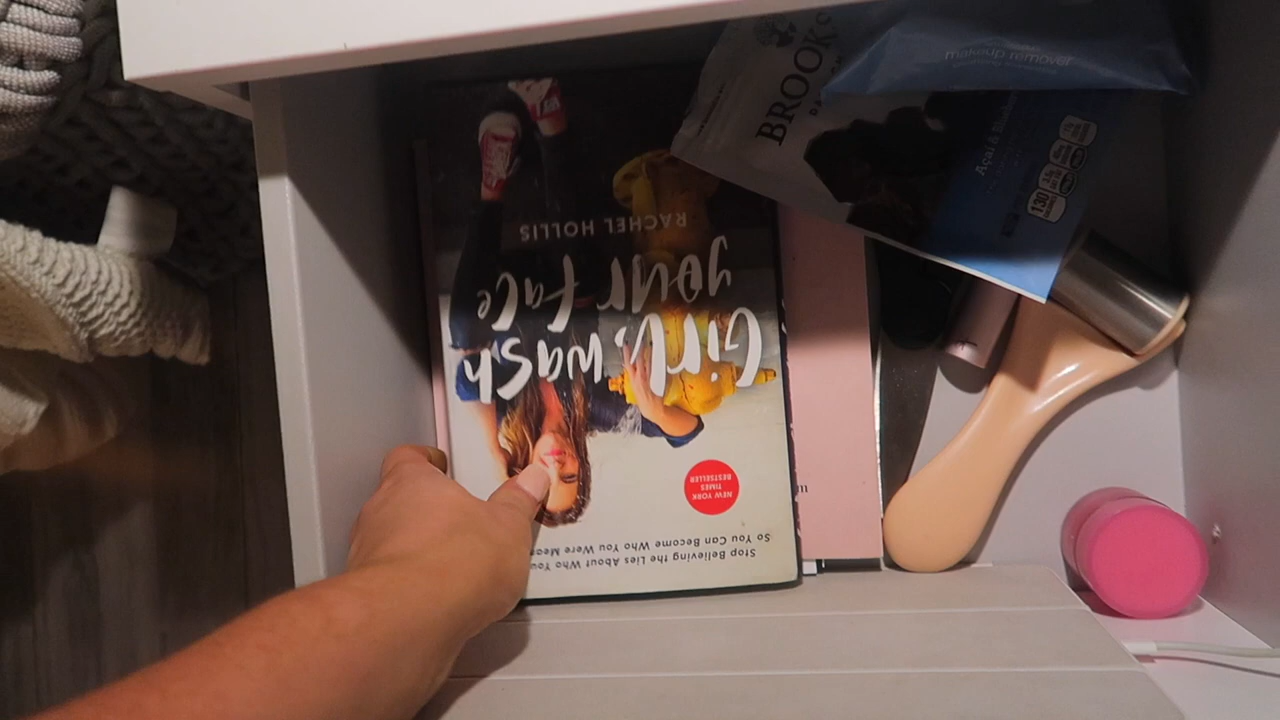 Stop Believing the Lies About Who You
So You Can Become Who You Were
NEW YORK
TIMES
BESTSELLER
Girl, wash
your face
RACHEL HOLLIS
BROOK
makeup remover
Açai &
130
m